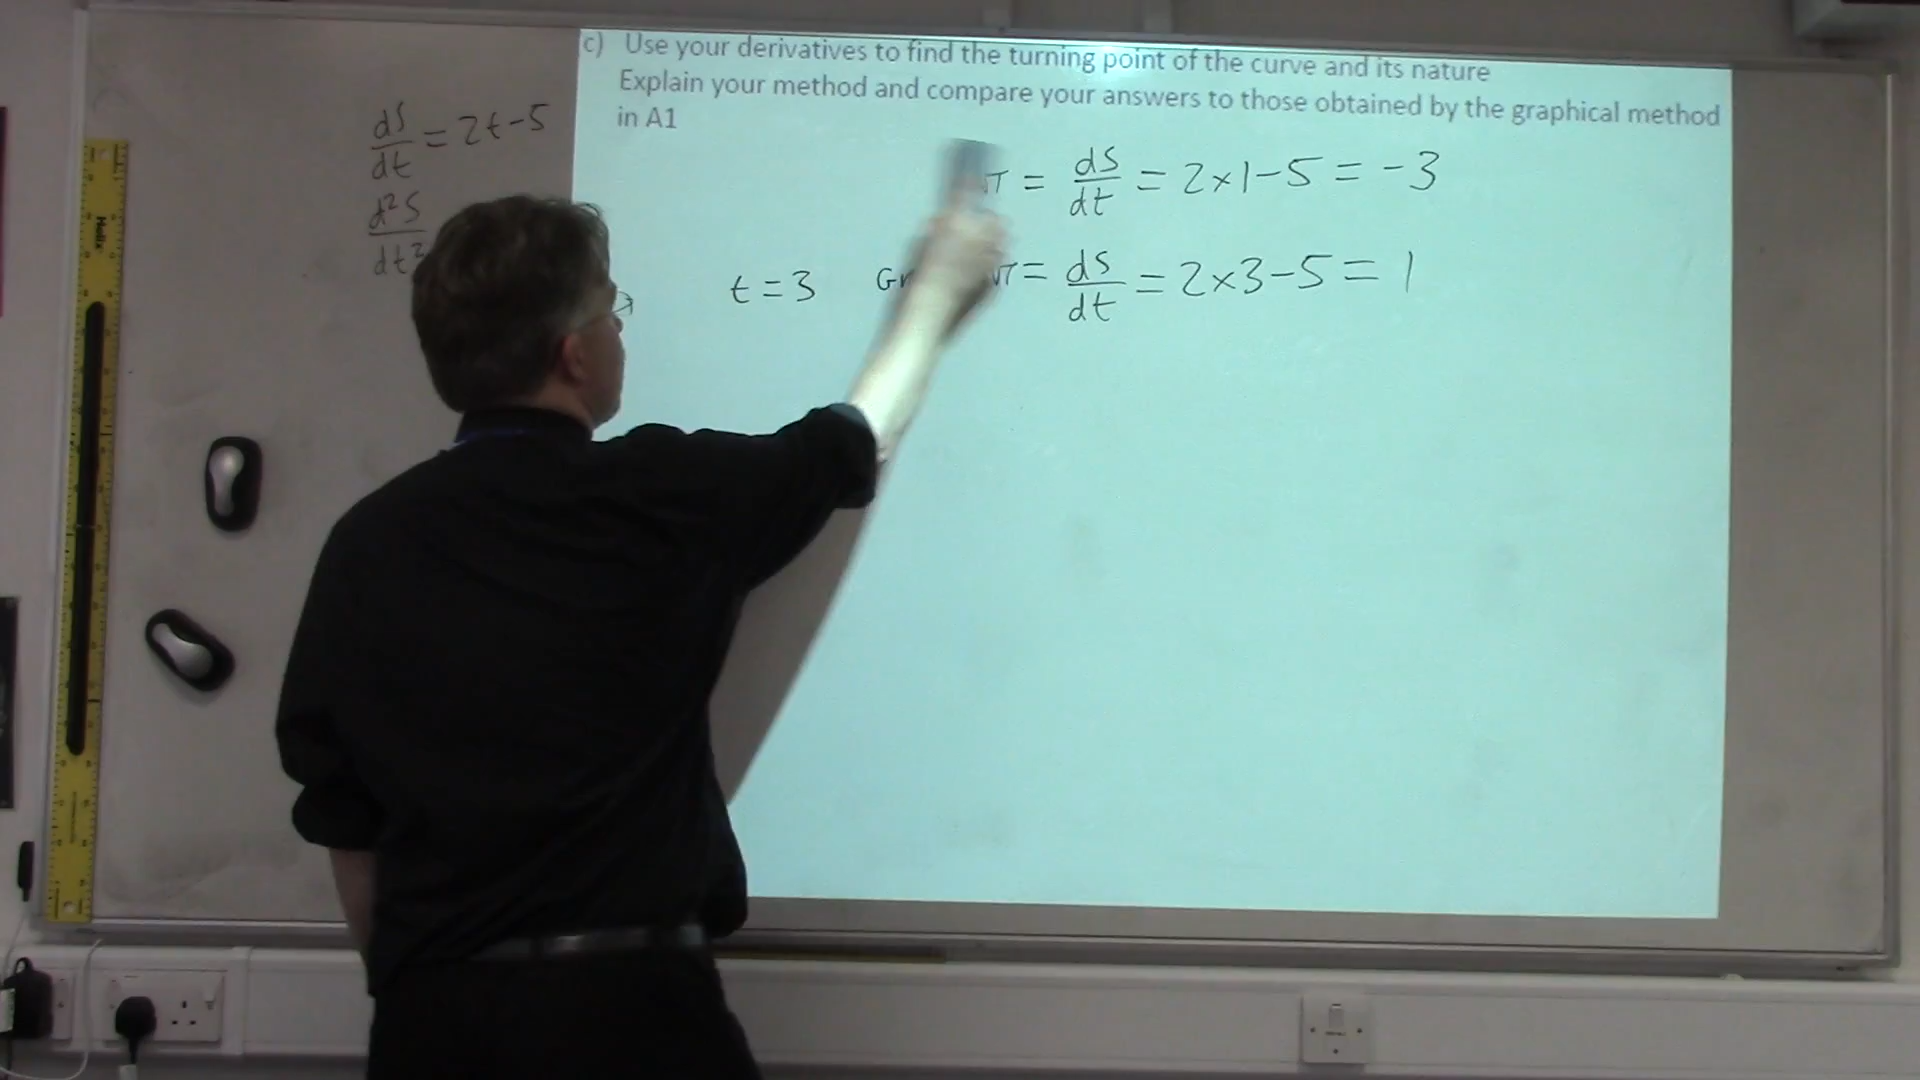 c) Use your derivatives to find the turning point of the curve and its nature
Explain your method and compare your answers to those obtained by the graphical method
in A1
dS/dt = 2t-5
d²S/dt²
= dS/dt = 2×1-5 = -3
t=3 = dS/dt = 2×3-5 = 1
Helix